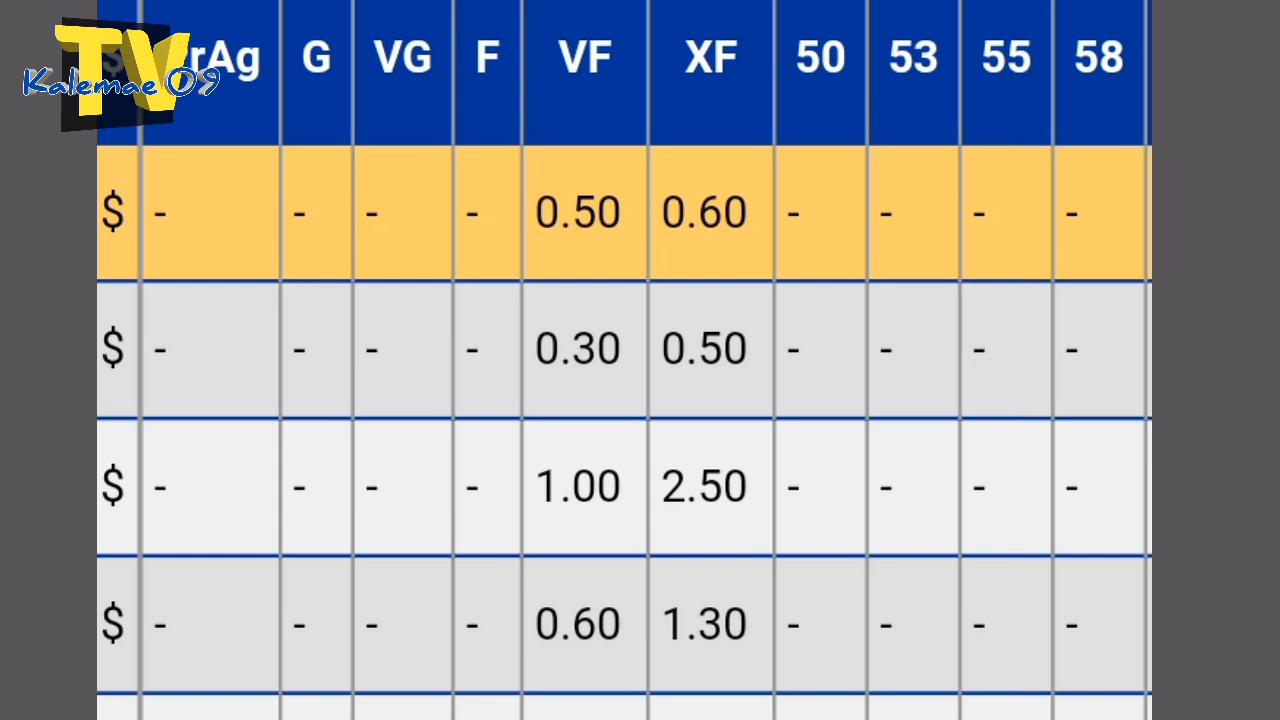 TV
Kalemae 09
$ rAg G VG F VF XF 50 53 55 58
$ - - - - 0.50 0.60 - - - -
$ - - - - 0.30 0.50 - - - -
$ - - - - 1.00 2.50 - - - -
$ - - - - 0.60 1.30 - - - -